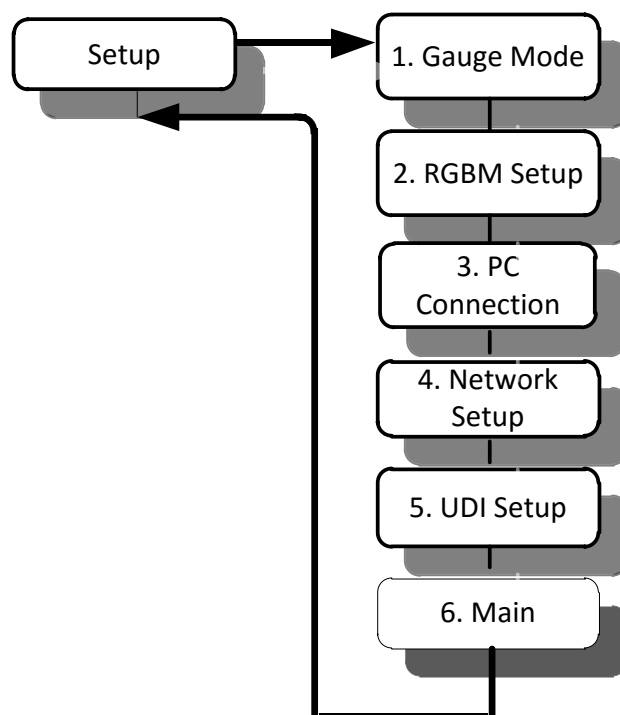 Setup
1. Gauge Mode
2. RGBM Setup
3. PC
Connection
4. Network
Setup
5. UDI Setup
6. Main